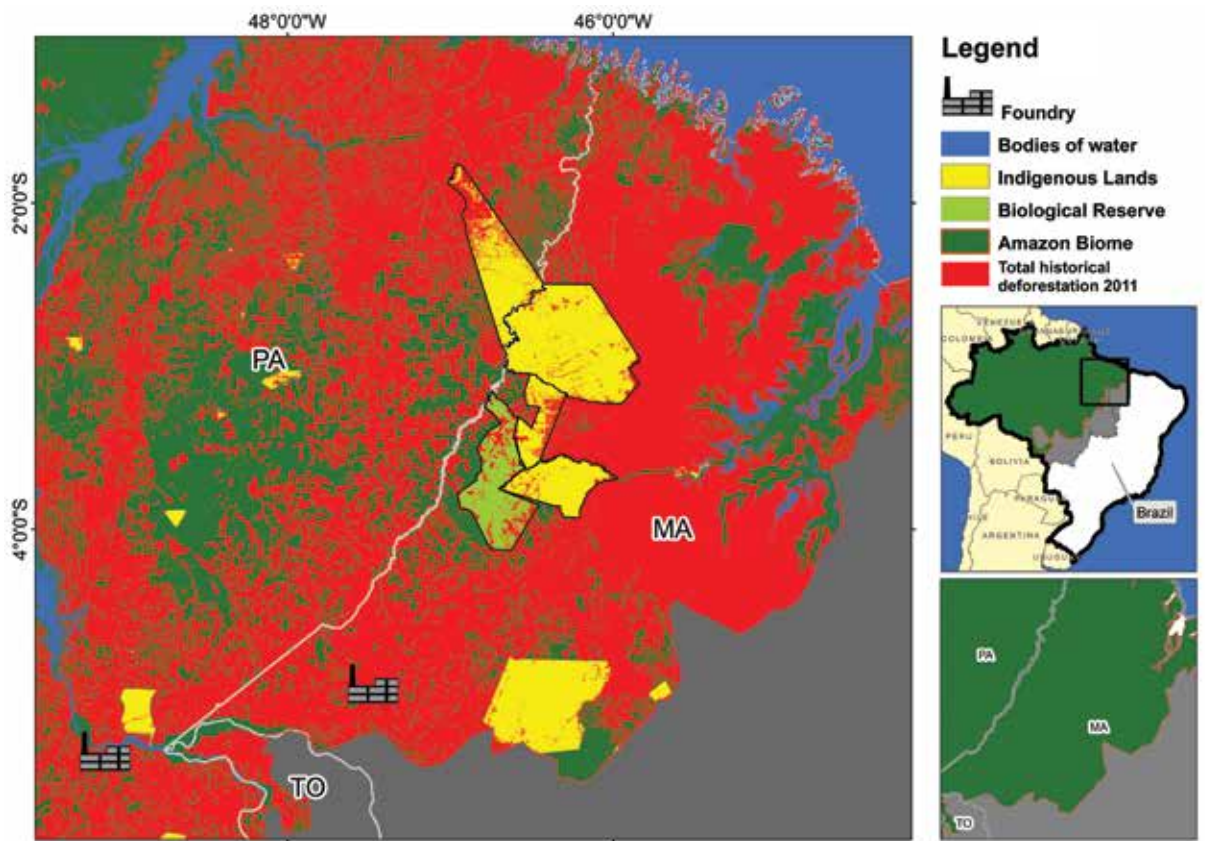 48°0'0"W
46°0'0"W
2°0'0"S
4°0'0"S
PA
MA
TO
Legend
Foundry
Bodies of water
Indigenous Lands
Biological Reserve
Amazon Biome
Total historical
deforestation 2011
COLOMBIA
PERU
BOLIVIA
ARGENTINA
Brazil
PA
MA
TO